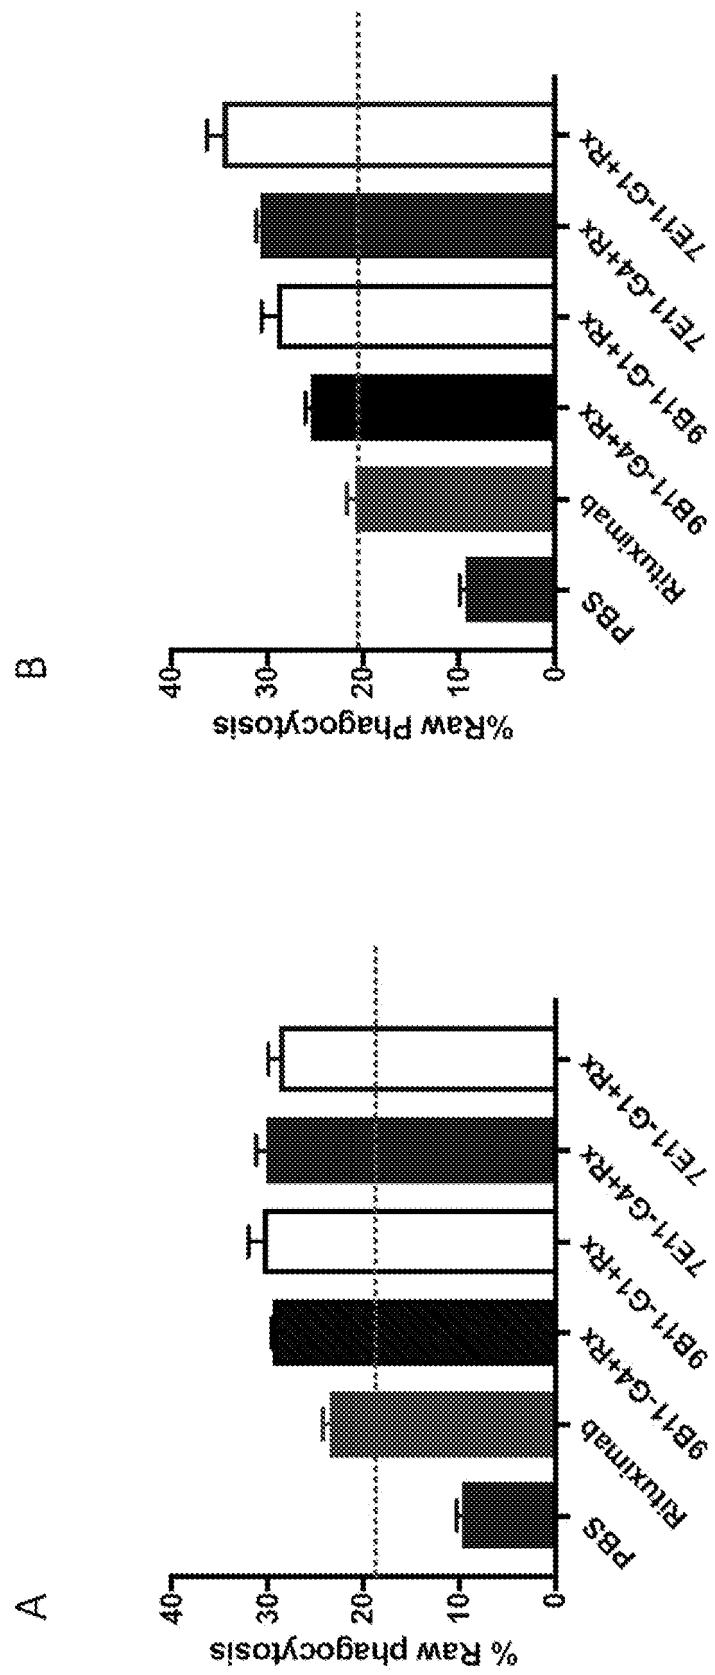 A
% Raw phagocytosis
40
30
20
10
0
PBS
Rituximab
9B11-G4+Rx
9B11-G1+Rx
7E11-G4+Rx
7E11-G1+Rx
B
%Raw Phagocytosis
40
30
20
10
0
PBS
Rituximab
9B11-G4+Rx
9B11-G1+Rx
7E11-G4+Rx
7E11-G1+Rx